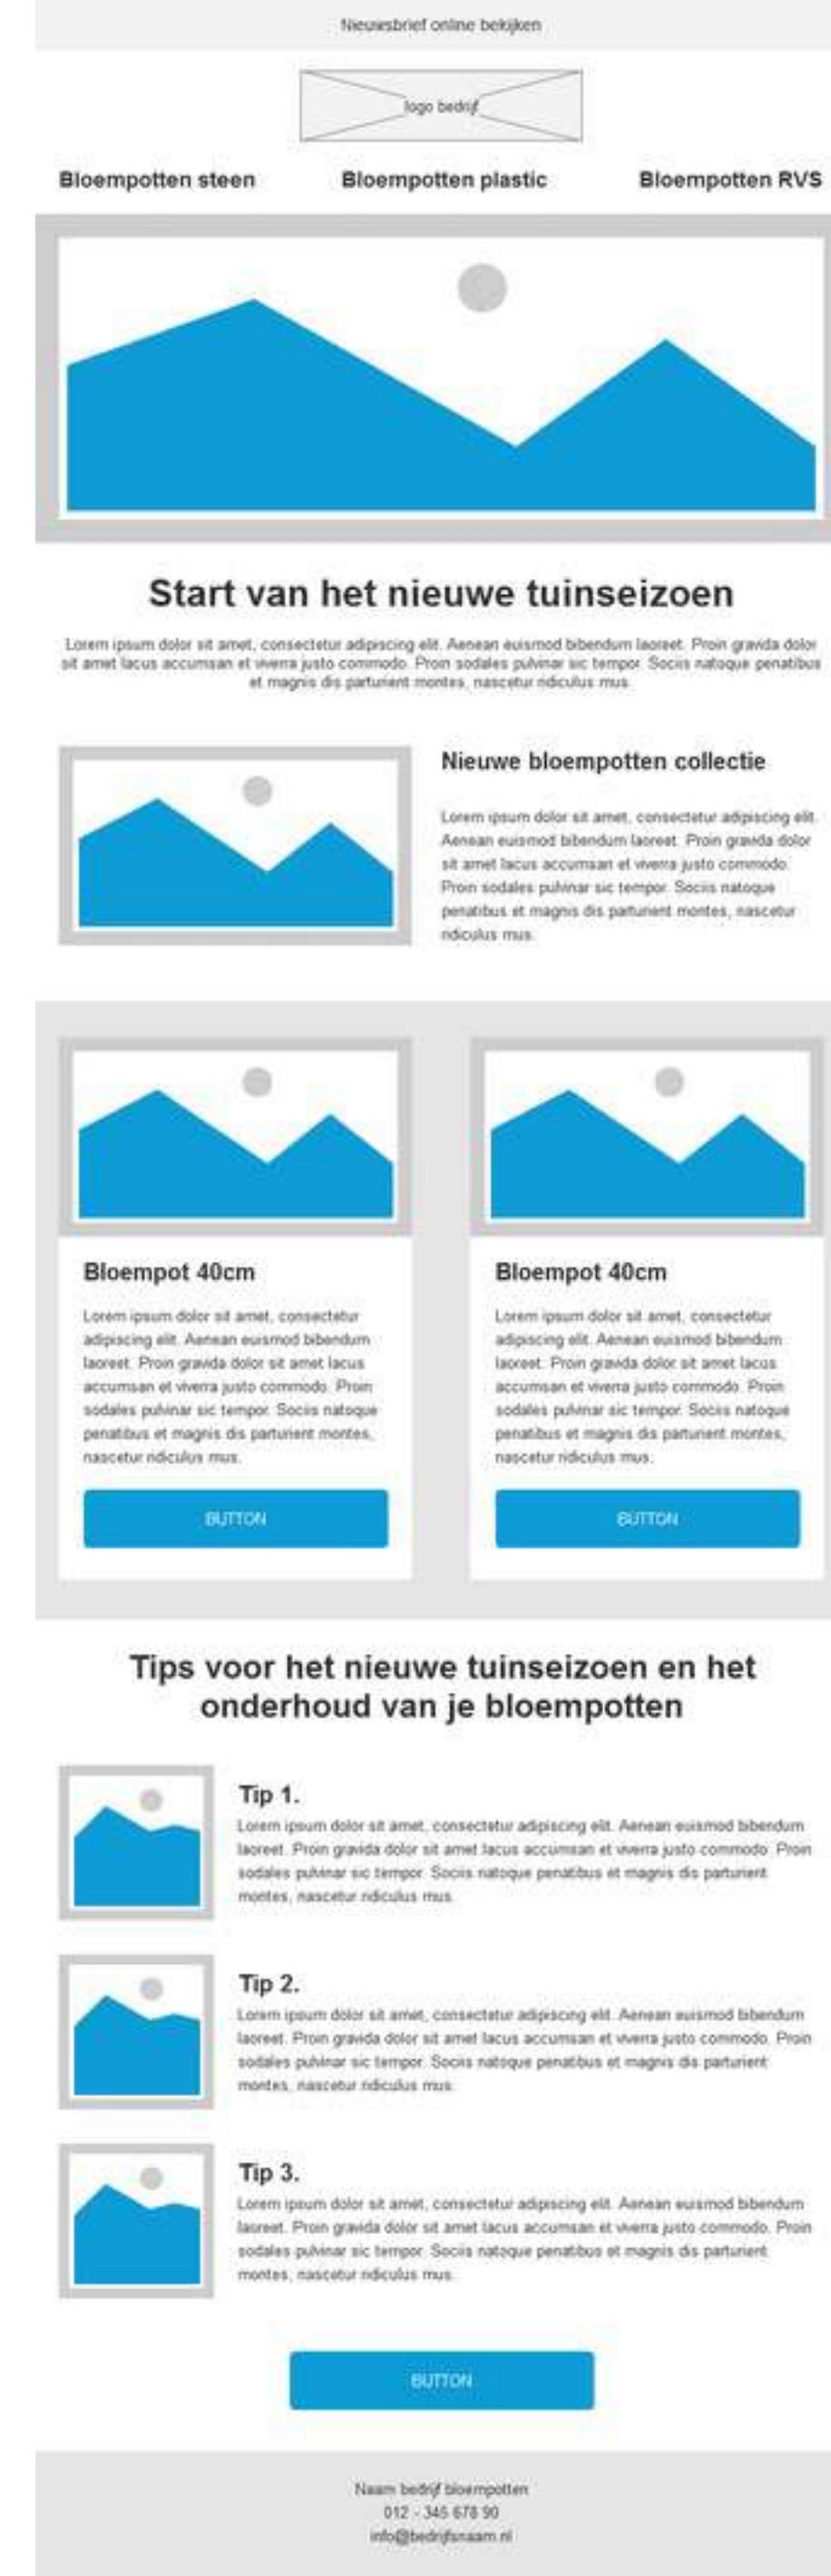 Nieuwsbrief online bekijken
logo bedrijf
Bloempotten steen Bloempotten plastic Bloempotten RVS
Start van het nieuwe tuinseizoen
Lorem ipsum dolor sit amet, consectetur adipiscing elit. Aenean euismod bibendum laoreet. Proin gravida dolor
sit amet lacus accumsan et viverra justo commodo. Proin sodales pulvinar sic tempor. Sociis natoque penatibus
et magnis dis parturient montes, nascetur ridiculus mus.
Nieuwe bloempotten collectie
Lorem ipsum dolor sit amet, consectetur adipiscing elit.
Aenean euismod bibendum laoreet. Proin gravida dolor
sit amet lacus accumsan et viverra justo commodo.
Proin sodales pulvinar sic tempor. Sociis natoque
penatibus et magnis dis parturient montes, nascetur
ridiculus mus.
Bloempot 40cm
Lorem ipsum dolor sit amet, consectetur
adipiscing elit. Aenean euismod bibendum
laoreet. Proin gravida dolor sit amet lacus
accumsan et viverra justo commodo. Proin
sodales pulvinar sic tempor. Sociis natoque
penatibus et magnis dis parturient montes,
nascetur ridiculus mus.
BUTTON
Bloempot 40cm
Lorem ipsum dolor sit amet, consectetur
adipiscing elit. Aenean euismod bibendum
laoreet. Proin gravida dolor sit amet lacus
accumsan et viverra justo commodo. Proin
sodales pulvinar sic tempor. Sociis natoque
penatibus et magnis dis parturient montes,
nascetur ridiculus mus.
BUTTON
Tips voor het nieuwe tuinseizoen en het
onderhoud van je bloempotten
Tip 1.
Lorem ipsum dolor sit amet, consectetur adipiscing elit. Aenean euismod bibendum
laoreet. Proin gravida dolor sit amet lacus accumsan et viverra justo commodo. Proin
sodales pulvinar sic tempor. Sociis natoque penatibus et magnis dis parturient
montes, nascetur ridiculus mus.
Tip 2.
Lorem ipsum dolor sit amet, consectetur adipiscing elit. Aenean euismod bibendum
laoreet. Proin gravida dolor sit amet lacus accumsan et viverra justo commodo. Proin
sodales pulvinar sic tempor. Sociis natoque penatibus et magnis dis parturient
montes, nascetur ridiculus mus.
Tip 3.
Lorem ipsum dolor sit amet, consectetur adipiscing elit. Aenean euismod bibendum
laoreet. Proin gravida dolor sit amet lacus accumsan et viverra justo commodo. Proin
sodales pulvinar sic tempor. Sociis natoque penatibus et magnis dis parturient
montes, nascetur ridiculus mus.
BUTTON
Naam bedrijf bloempotten
012 - 345 678 90
info@bedrijfsnaam.nl